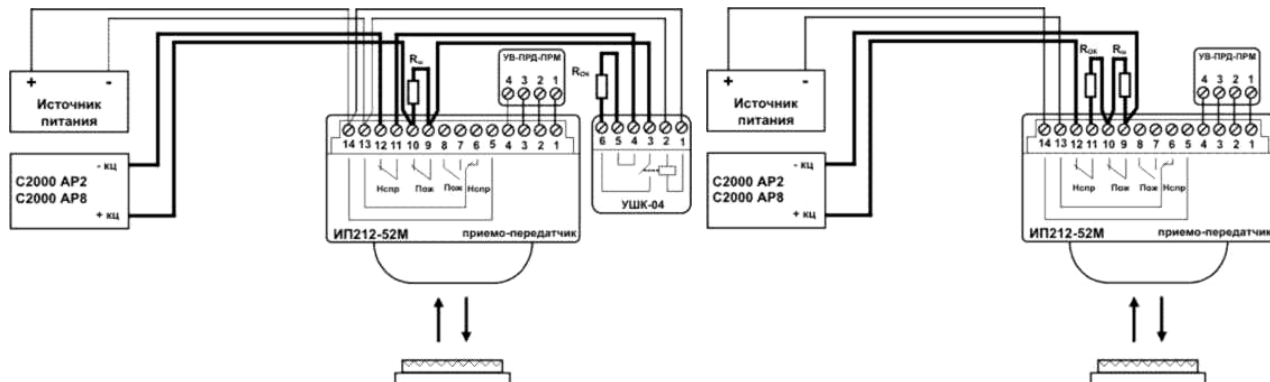 + -
Источник
питания
- кц
С2000 АР2
С2000 АР8
+ кц
Rш
УВ-ПРД-ПРМ
4 3 2 1
Rок
14 13 12 11 10 9 8 7 6 5 4 3 2 1
Нспр Пож Пож Нспр
ИП212-52М приемо-передатчик
6 5 4 3 2 1
УШК-04
+ -
Источник
питания
- кц
С2000 АР2
С2000 АР8
+ кц
Rок Rш
УВ-ПРД-ПРМ
4 3 2 1
14 13 12 11 10 9 8 7 6 5 4 3 2 1
Нспр Пож Пож Нспр
ИП212-52М приемо-передатчик